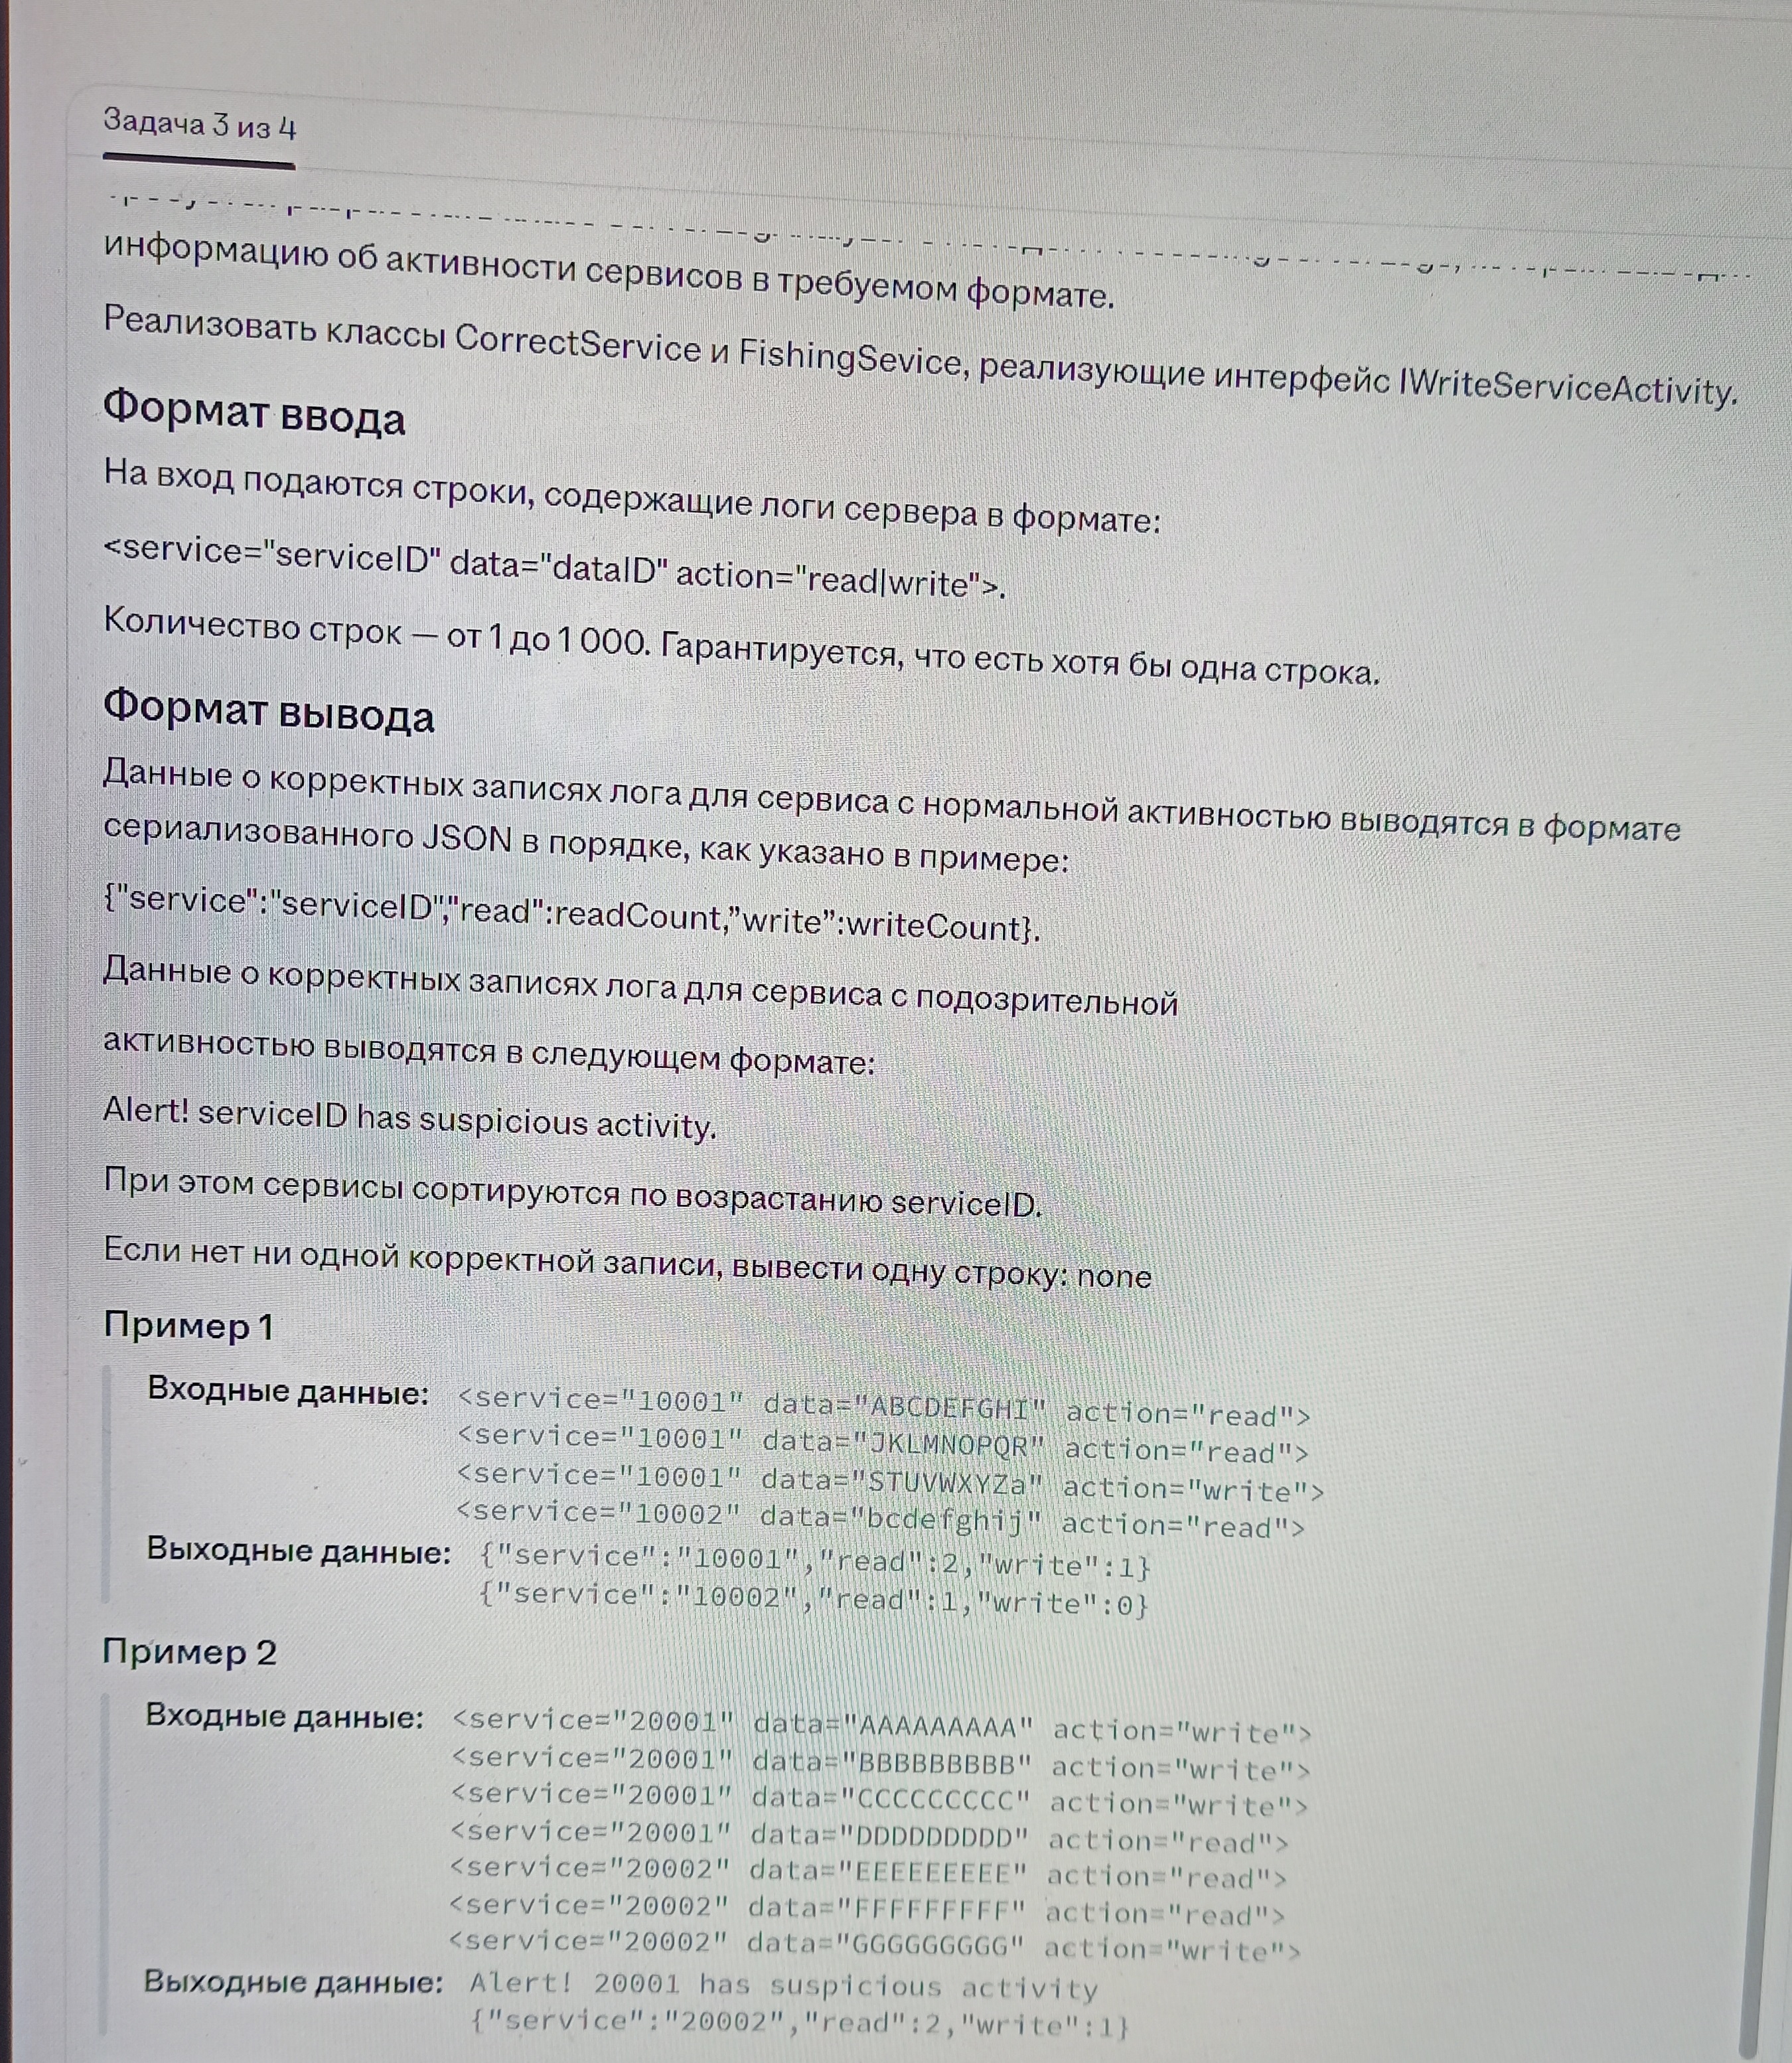 Задача 3 из 4
информацию об активности сервисов в требуемом формате.
Реализовать классы CorrectService и FishingSevice, реализующие интерфейс IWriteServiceActivity.
Формат ввода
На вход подаются строки, содержащие логи сервера в формате:
<service="serviceID" data="dataID" action="read|write">.
Количество строк — от 1 до 1 000. Гарантируется, что есть хотя бы одна строка.
Формат вывода
Данные о корректных записях лога для сервиса с нормальной активностью выводятся в формате
сериализованного JSON в порядке, как указано в примере:
{"service":"serviceID","read":readCount,”write”:writeCount}.
Данные о корректных записях лога для сервиса с подозрительной
активностью выводятся в следующем формате:
Alert! serviceID has suspicious activity.
При этом сервисы сортируются по возрастанию serviceID.
Если нет ни одной корректной записи, вывести одну строку: none
Пример 1
Входные данные: <service="10001" data="ABCDEFGHI" action="read">
<service="10001" data="JKLMNOPQR" action="read">
<service="10001" data="STUVWXYZa" action="write">
<service="10002" data="bcdefghij" action="read">
Выходные данные: {"service":"10001","read":2,"write":1}
{"service":"10002","read":1,"write":0}
Пример 2
Входные данные: <service="20001" data="AAAAAAAAA" action="write">
<service="20001" data="BBBBBBBBB" action="write">
<service="20001" data="CCCCCCCCC" action="write">
<service="20001" data="DDDDDDDDD" action="read">
<service="20002" data="EEEEEEEEE" action="read">
<service="20002" data="FFFFFFFFF" action="read">
<service="20002" data="GGGGGGGGG" action="write">
Выходные данные: Alert! 20001 has suspicious activity
{"service":"20002","read":2,"write":1}